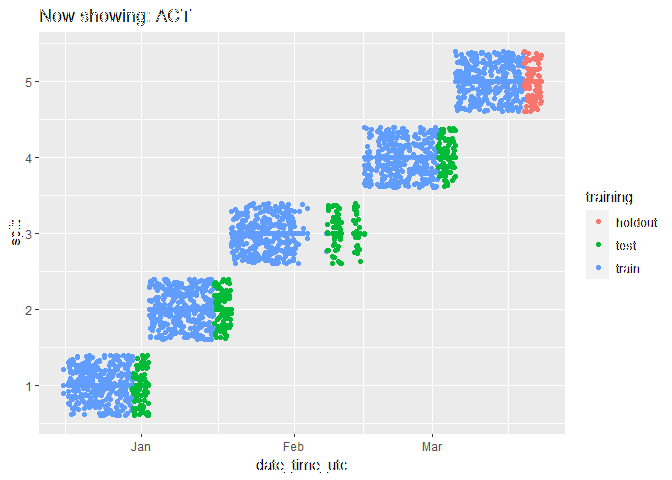 Now showing: ACT
5
4
3
2
1
split
Jan
Feb
Mar
date_time_utc
training
holdout
test
train